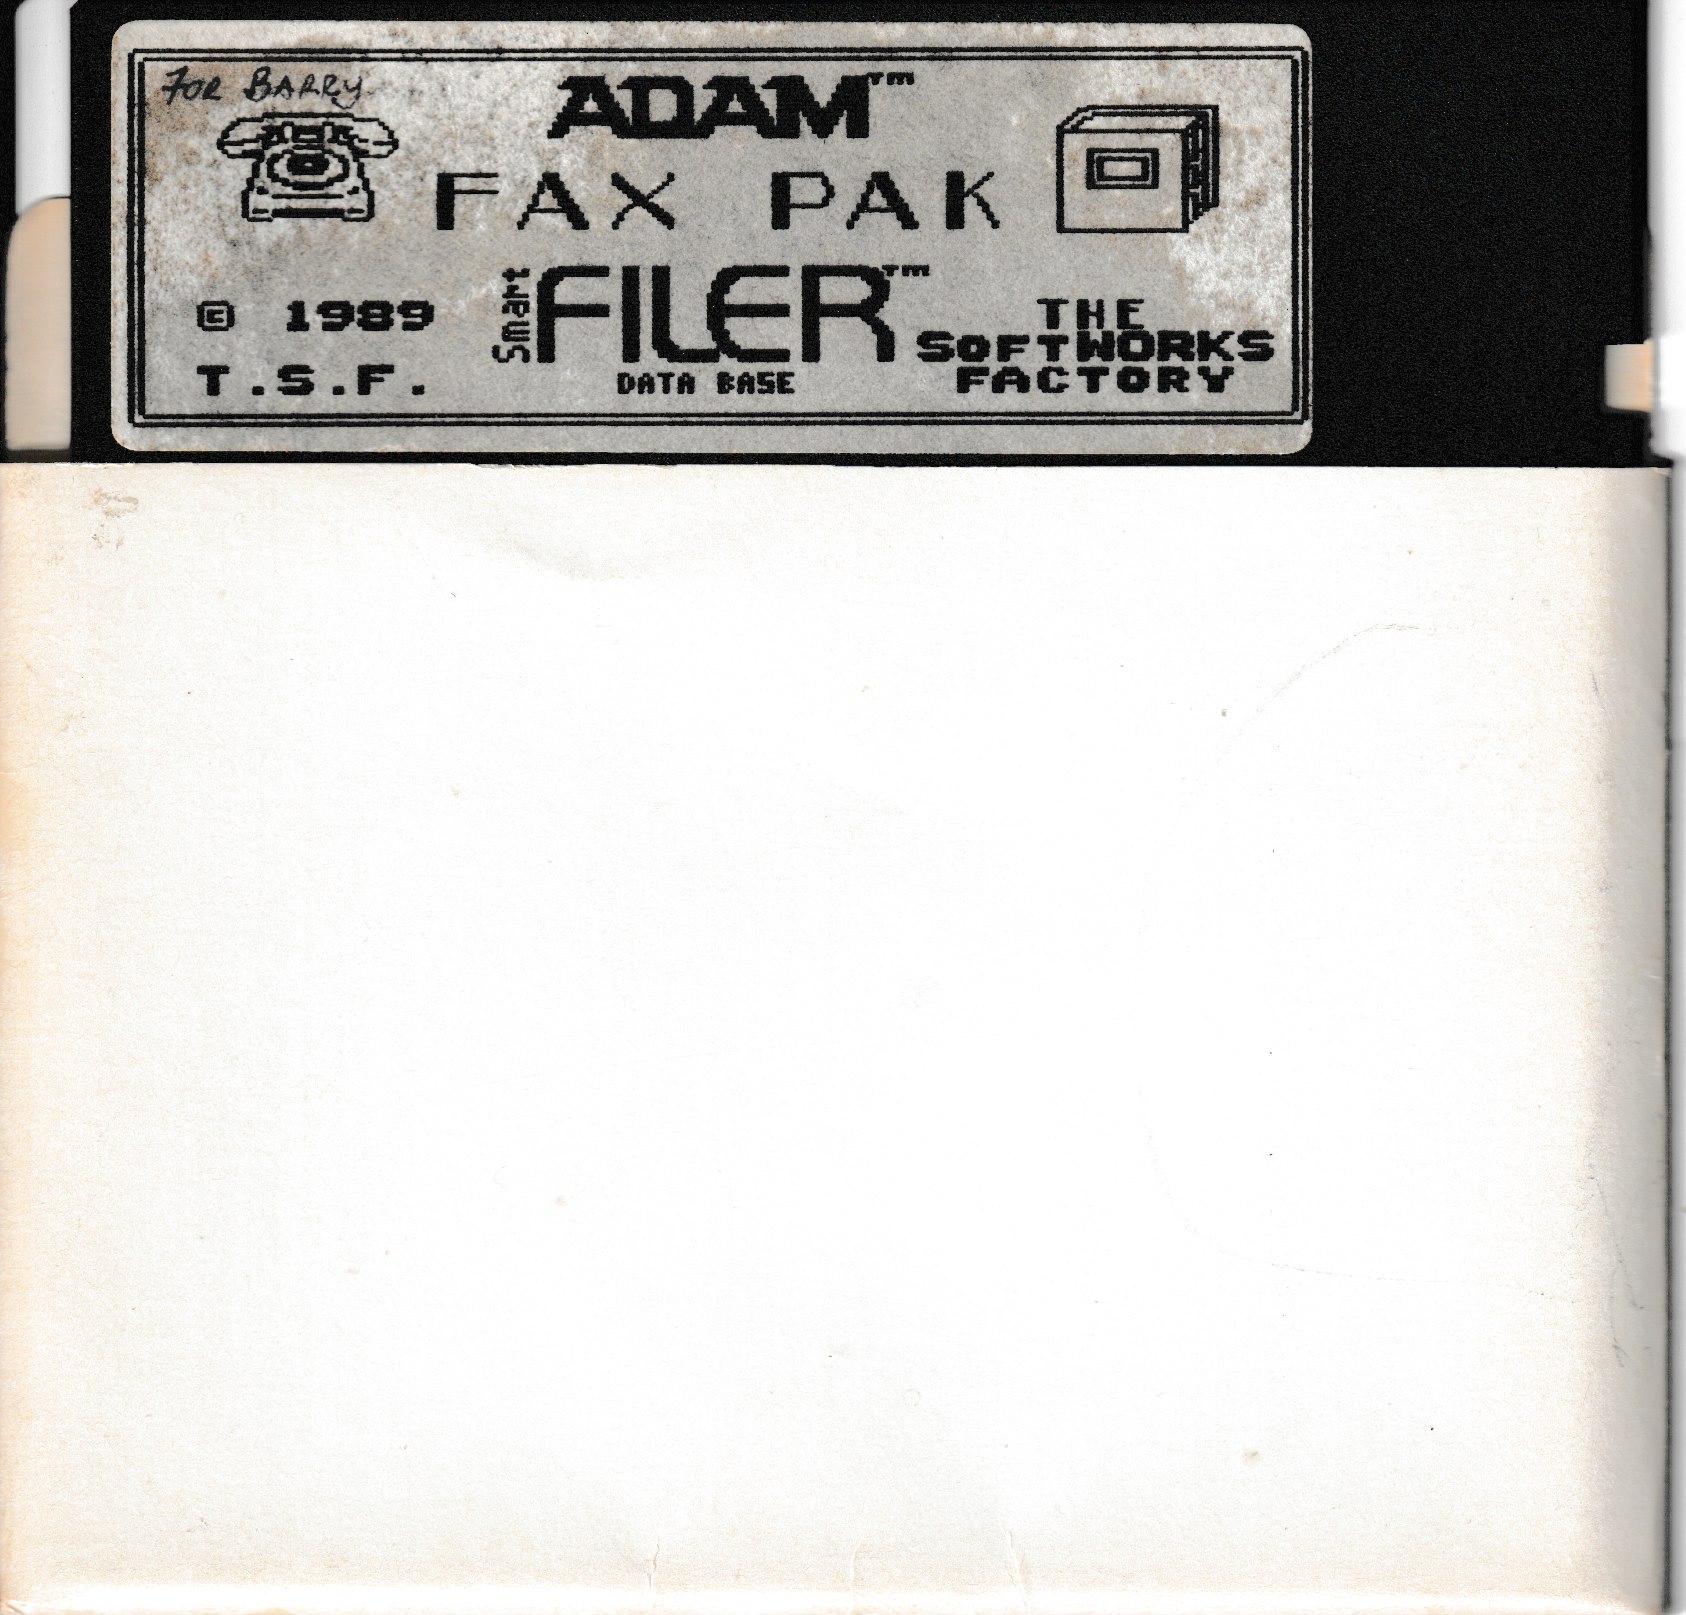 FOR BARRY
ADAM™
FAX PAK
Smart FILER™
DATA BASE
© 1989
T.S.F.
THE
SOFTWORKS
FACTORY